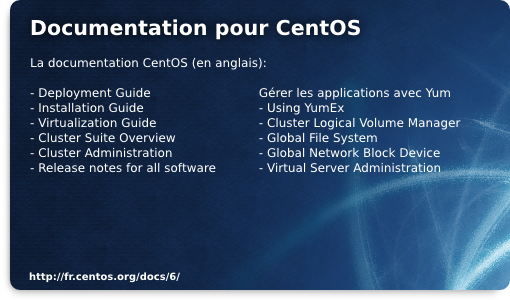 Documentation pour CentOS
La documentation CentOS (en anglais):
- Deployment Guide
- Installation Guide
- Virtualization Guide
- Cluster Suite Overview
- Cluster Administration
- Release notes for all software
Gérer les applications avec Yum
- Using YumEx
- Cluster Logical Volume Manager
- Global File System
- Global Network Block Device
- Virtual Server Administration
http://fr.centos.org/docs/6/